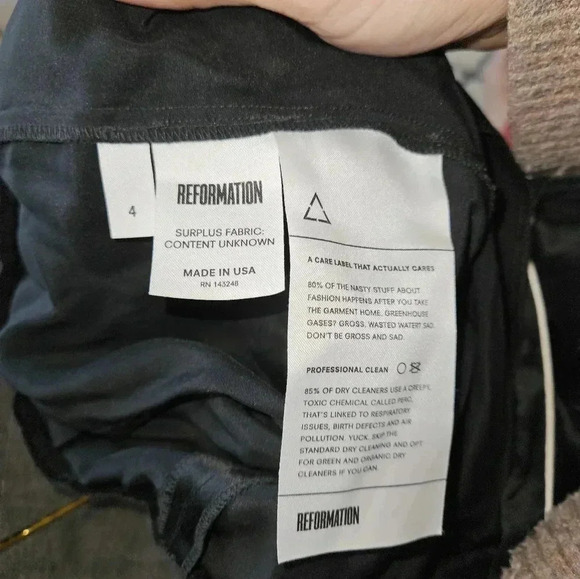 4
REFORMATION
SURPLUS FABRIC:
CONTENT UNKNOWN
MADE IN USA
RN 143248
A CARE LABEL THAT ACTUALLY CARES
80% OF THE NASTY STUFF ABOUT
FASHION HAPPENS AFTER YOU TAKE
THE GARMENT HOME. GREENHOUSE
GASES? GROSS. WASTED WATER? SAD.
DON'T BE GROSS AND SAD.
PROFESSIONAL CLEAN
85% OF DRY CLEANERS USE A CREEPY,
TOXIC CHEMICAL CALLED PERC,
THAT'S LINKED TO RESPIRATORY
ISSUES, BIRTH DEFECTS AND AIR
POLLUTION. YUCK. SKIP THE
STANDARD DRY CLEANING AND OPT
FOR GREEN AND ORGANIC DRY
CLEANERS IF YOU CAN.
REFORMATION